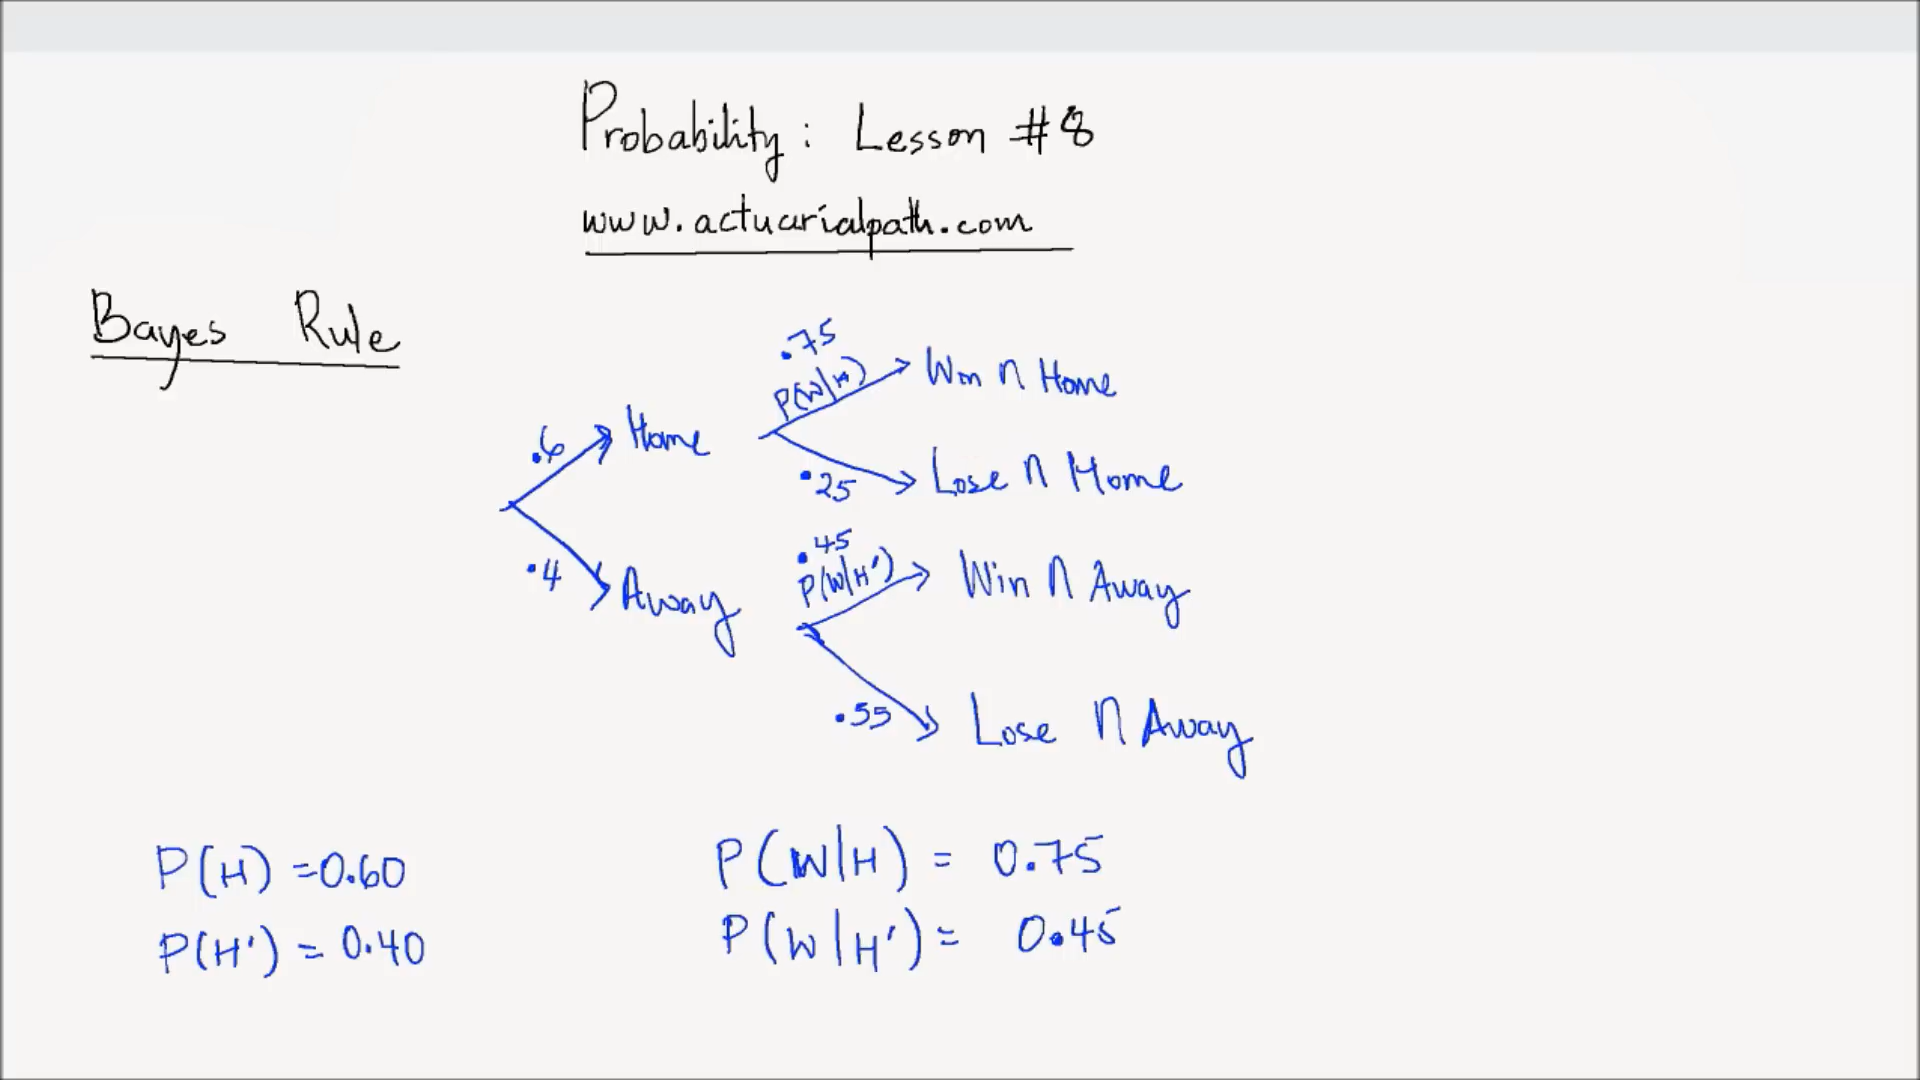 Probability: Lesson #8
www.actuarialpath.com
Bayes Rule
.75
P(W|H)
Win ∩ Home
.6
Home
.25
Lose ∩ Home
.45
P(W|H')
Win ∩ Away
.4
Away
.55
Lose ∩ Away
P(H) = 0.60
P(W|H) = 0.75
P(H') = 0.40
P(W|H') = 0.45